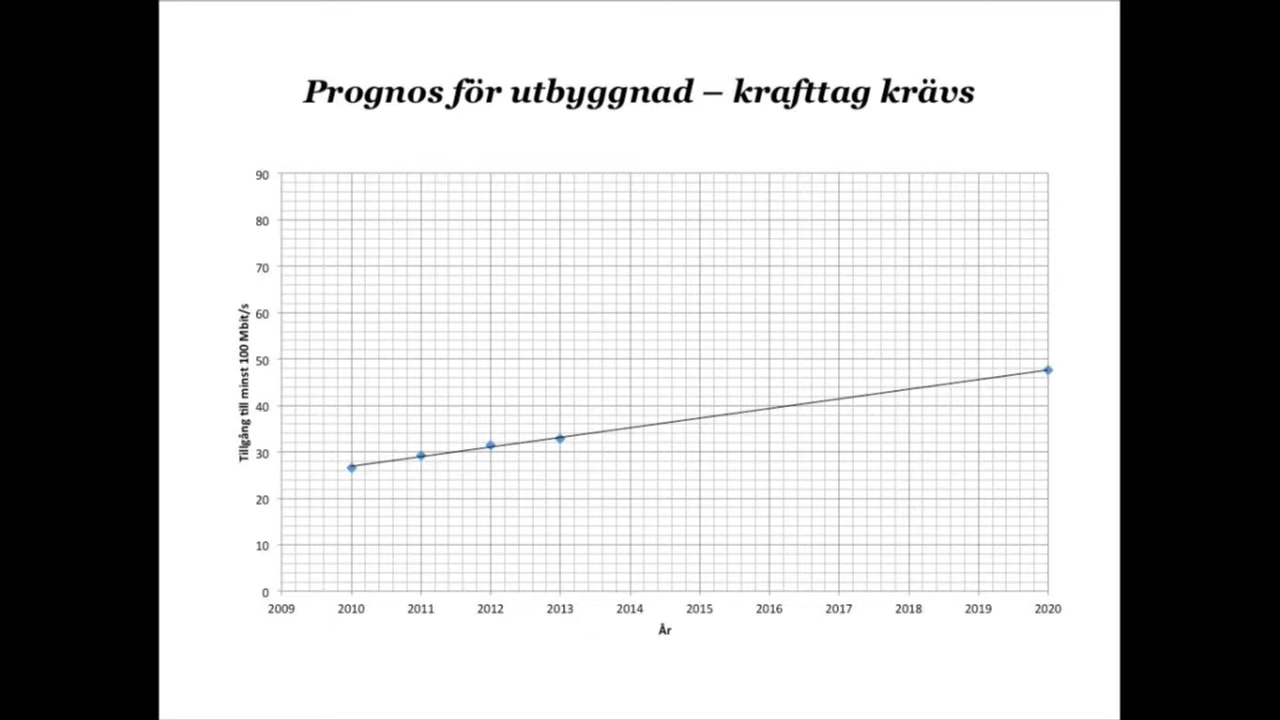 Prognos för utbyggnad – krafttag krävs
90
80
70
60
50
40
30
20
10
0
Tillgång till minst 100 Mbit/s
2009 2010 2011 2012 2013 2014 2015 2016 2017 2018 2019 2020
År